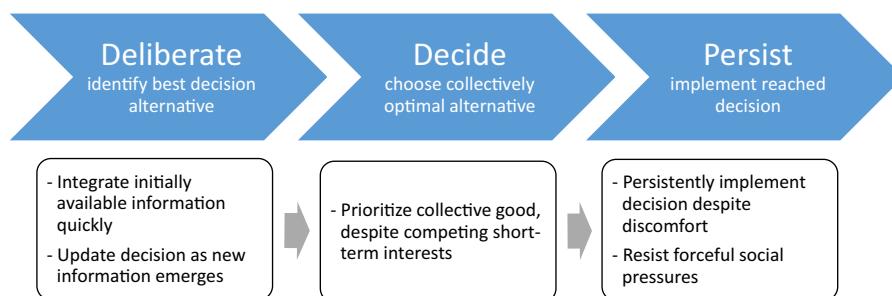 Deliberate
identify best decision
alternative
Decide
choose collectively
optimal alternative
Persist
implement reached
decision
- Integrate initially
available information
quickly
- Update decision as new
information emerges
- Prioritize collective good,
despite competing short-
term interests
- Persistently implement
decision despite
discomfort
- Resist forceful social
pressures